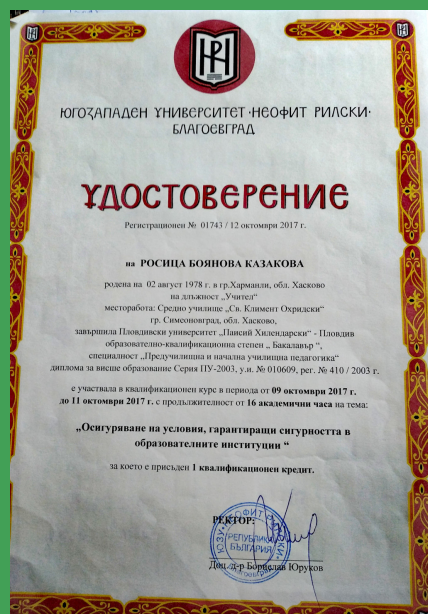 ЮГОЗАПАДЕН УНИВЕРСИТЕТ ·НЕОФИТ РИЛСКИ·
БЛАГОЕВГРАД
УДОСТОВЕРЕНИЕ
Регистрационен № 01743 / 12 октомври 2017 г.
на РОСИЦА БОЯНОВА КАЗАКОВА
родена на 02 август 1978 г. в гр.Харманли, обл. Хасково
на длъжност „Учител“
месторабота: Средно училище „Св. Климент Охридски“
гр. Симеоновград, обл. Хасково,
завършила Пловдивски университет „Паисий Хилендарски“ - Пловдив
образователно-квалификационна степен „ Бакалавър “,
специалност „Предучилищна и начална училищна педагогика“
диплома за висше образование Серия ПУ-2003, у.и. № 010609, рег. № 410 / 2003 г.
е участвала в квалификационен курс в периода от 09 октомври 2017 г.
до 11 октомври 2017 г. с продължителност от 16 академични часа на тема:
„Осигуряване на условия, гарантиращи сигурността в
образователните институции “
за което е присъден 1 квалификационен кредит.
РЕКТОР:
РЕПУБЛИКА
БЪЛГАРИЯ
Доц. д-р Борислав Юруков